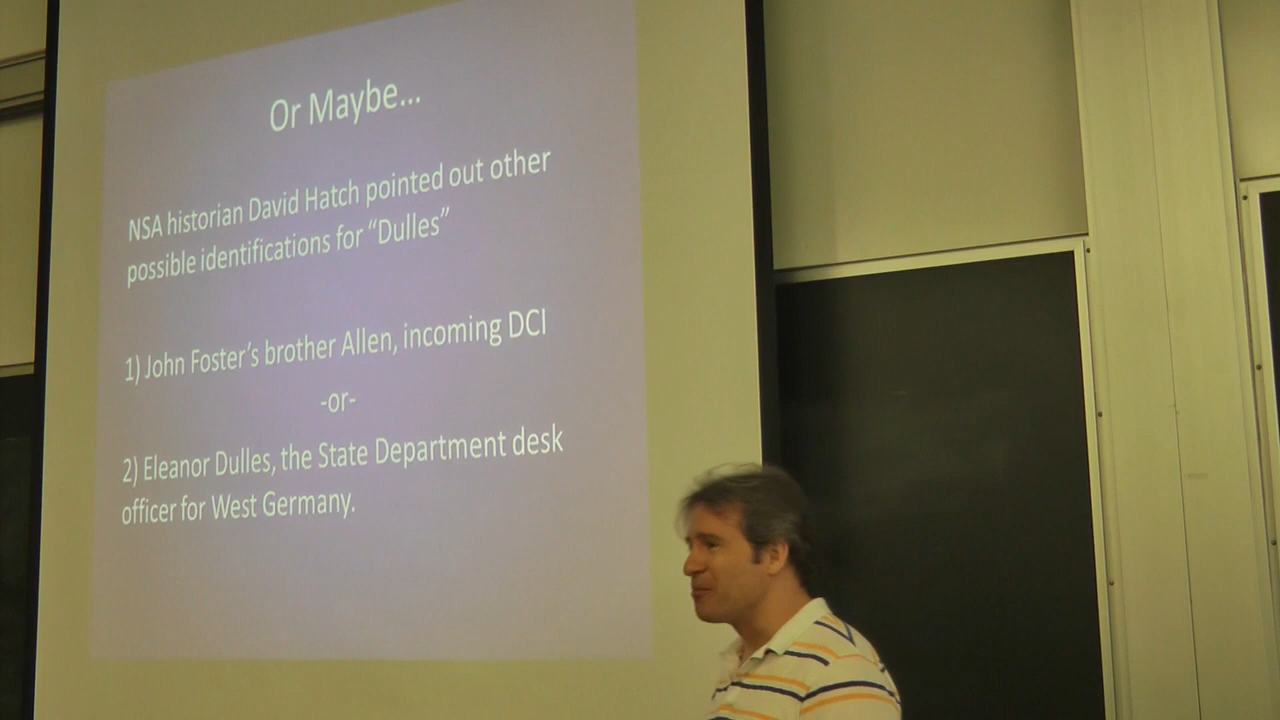 Or Maybe...
NSA historian David Hatch pointed out other
possible identifications for “Dulles”
1) John Foster’s brother Allen, incoming DCI
-or-
2) Eleanor Dulles, the State Department desk
officer for West Germany.